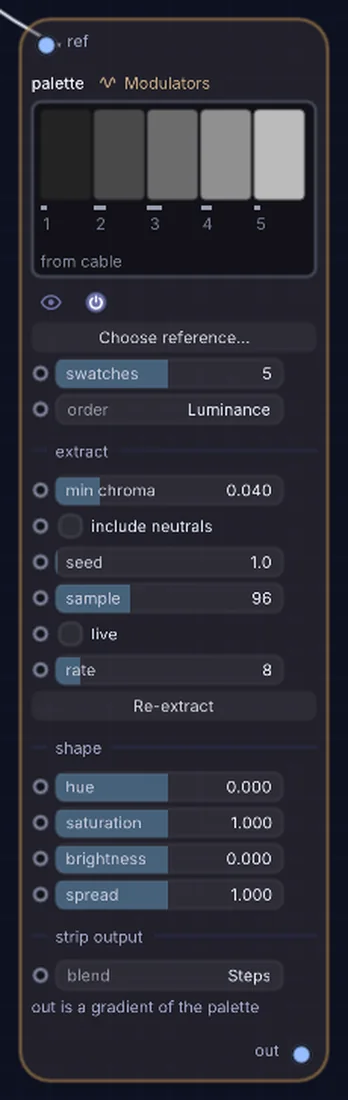 ref
palette Modulators
1 2 3 4 5
from cable
Choose reference...
swatches 5
order Luminance
extract
min chroma 0.040
include neutrals
seed 1.0
sample 96
live
rate 8
Re-extract
shape
hue 0.000
saturation 1.000
brightness 0.000
spread 1.000
strip output
blend Steps
out is a gradient of the palette
out